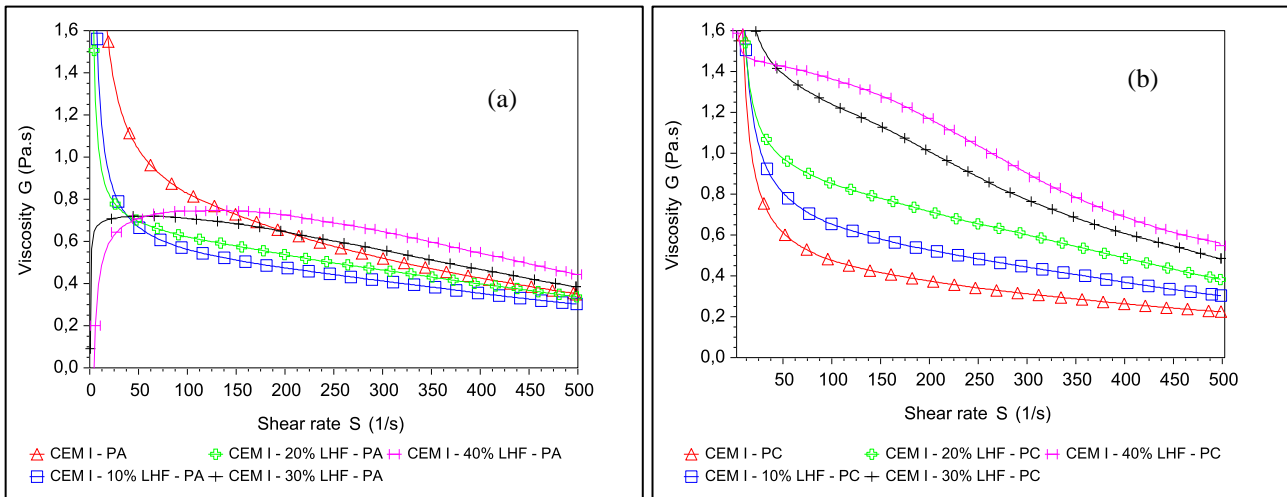 (a)
Viscosity G (Pa.s)
1,6
1,4
1,2
1,0
0,8
0,6
0,4
0,2
0,0
0 50 100 150 200 250 300 350 400 450 500
Shear rate S (1/s)
CEM I - PA
CEM I - 20% LHF - PA
CEM I - 40% LHF - PA
CEM I - 10% LHF - PA
CEM I - 30% LHF - PA
(b)
Viscosity G (Pa.s)
1,6
1,4
1,2
1,0
0,8
0,6
0,4
0,2
0,0
50 100 150 200 250 300 350 400 450 500
Shear rate S (1/s)
CEM I - PC
CEM I - 20% LHF - PC
CEM I - 40% LHF - PC
CEM I - 10% LHF - PC
CEM I - 30% LHF - PC